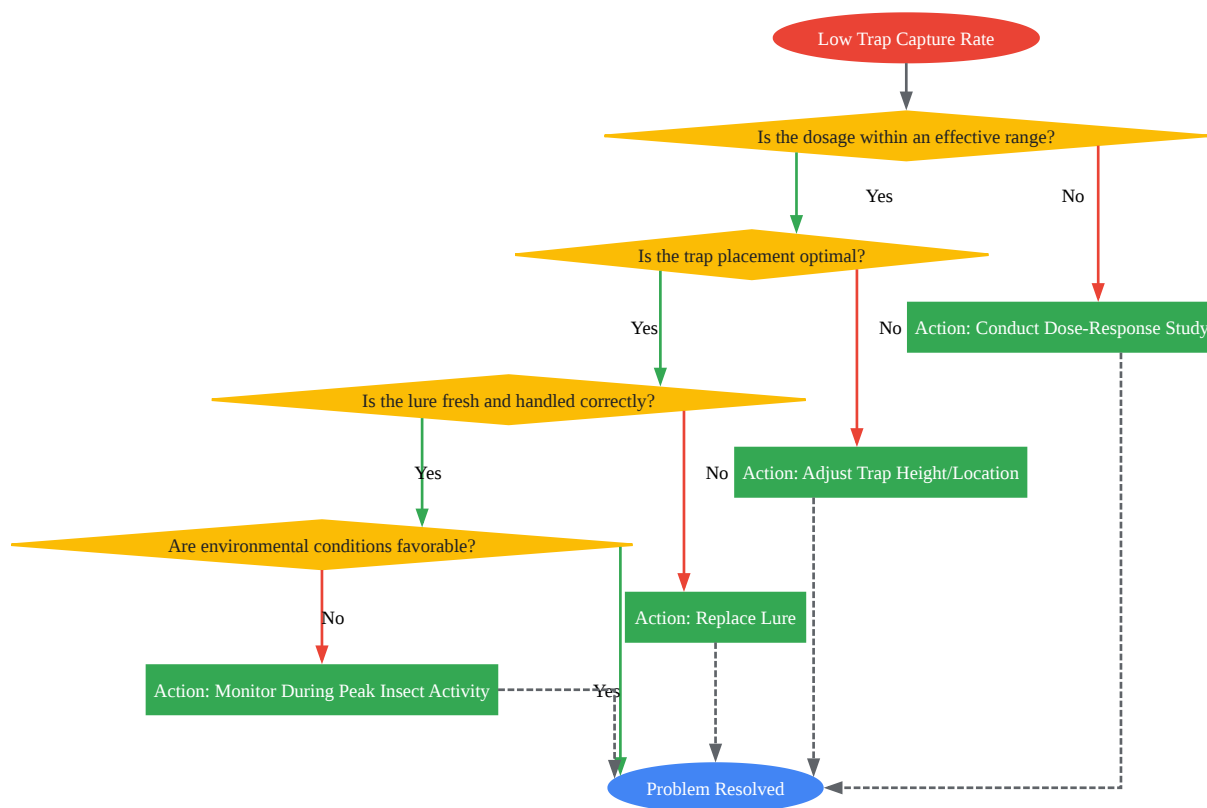 Low Trap Capture Rate
Is the dosage within an effective range?
Yes
No
Is the trap placement optimal?
Yes
No
Action: Conduct Dose-Response Study
Is the lure fresh and handled correctly?
Yes
No
Action: Adjust Trap Height/Location
Are environmental conditions favorable?
No
Action: Replace Lure
Action: Monitor During Peak Insect Activity
Yes
Problem Resolved